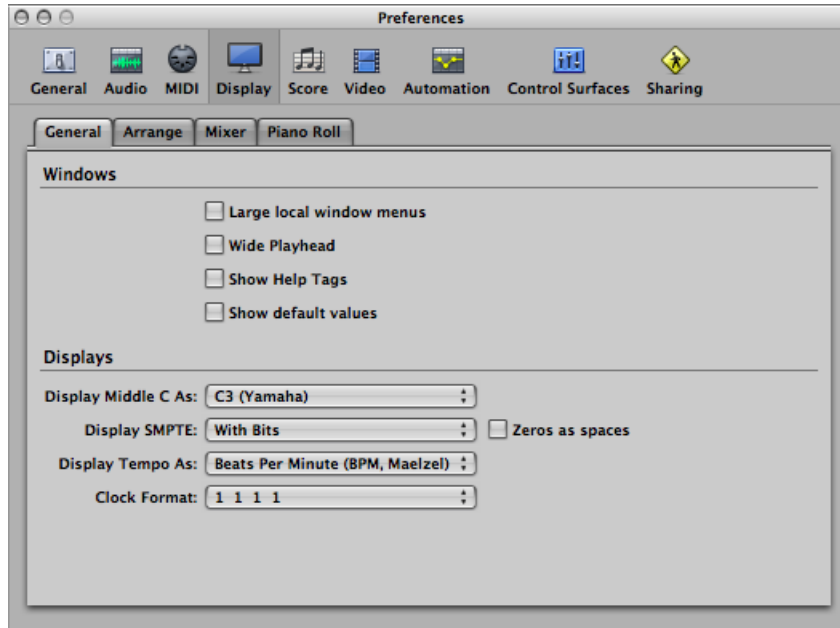 Preferences
General Audio MIDI Display Score Video Automation Control Surfaces Sharing
General Arrange Mixer Piano Roll
Windows
Large local window menus
Wide Playhead
Show Help Tags
Show default values
Displays
Display Middle C As: C3 (Yamaha)
Display SMPTE: With Bits Zeros as spaces
Display Tempo As: Beats Per Minute (BPM, Maelzel)
Clock Format: 1 1 1 1